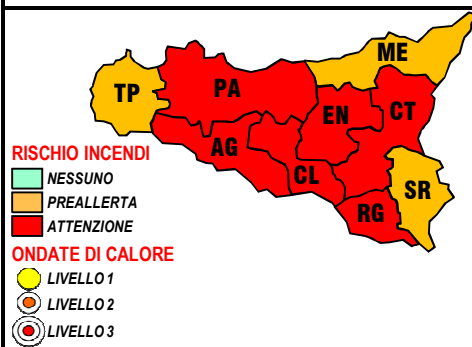 ME
TP
PA
EN
CT
AG
CL
SR
RG
RISCHIO INCENDI
NESSUNO
PREALLERTA
ATTENZIONE
ONDATE DI CALORE
LIVELLO 1
LIVELLO 2
LIVELLO 3